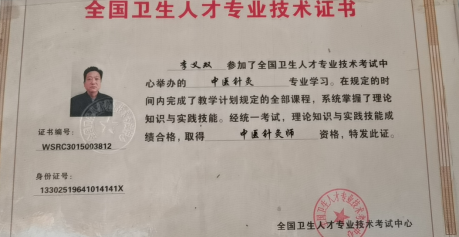 全国卫生人才专业技术证书
李义双 参加了全国卫生人才专业技术考试中
心举办的 中医针灸 专业学习。在规定的时
间内完成了教学计划规定的全部课程，系统掌握了理论
知识与实践技能。经统一考试，理论知识与实践技能成
绩合格，取得 中医针灸师 资格，特发此证。
证书编号：
WSRC3015003812
身份证号：
13302519641014141X
全国卫生人才专业技术考试中心